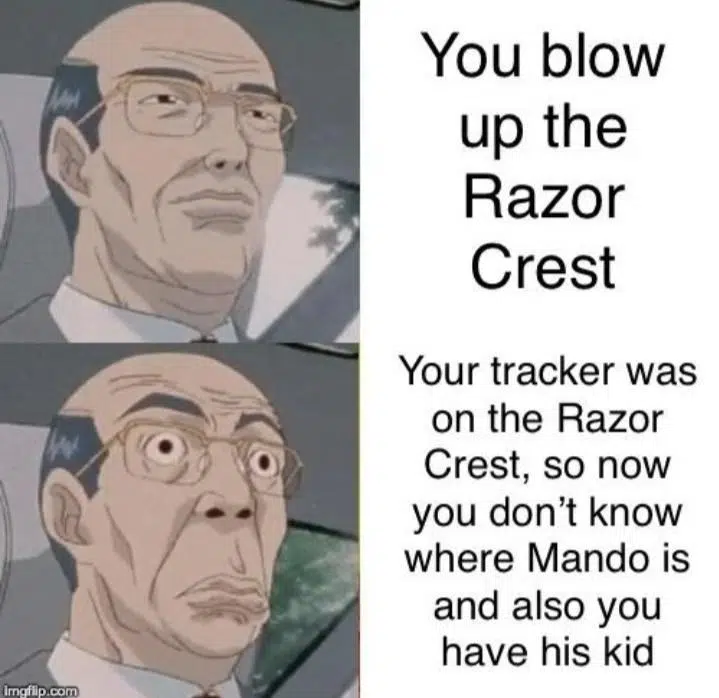 You blow
up the
Razor
Crest
Your tracker was
on the Razor
Crest, so now
you don't know
where Mando is
and also you
have his kid
imgflip.com